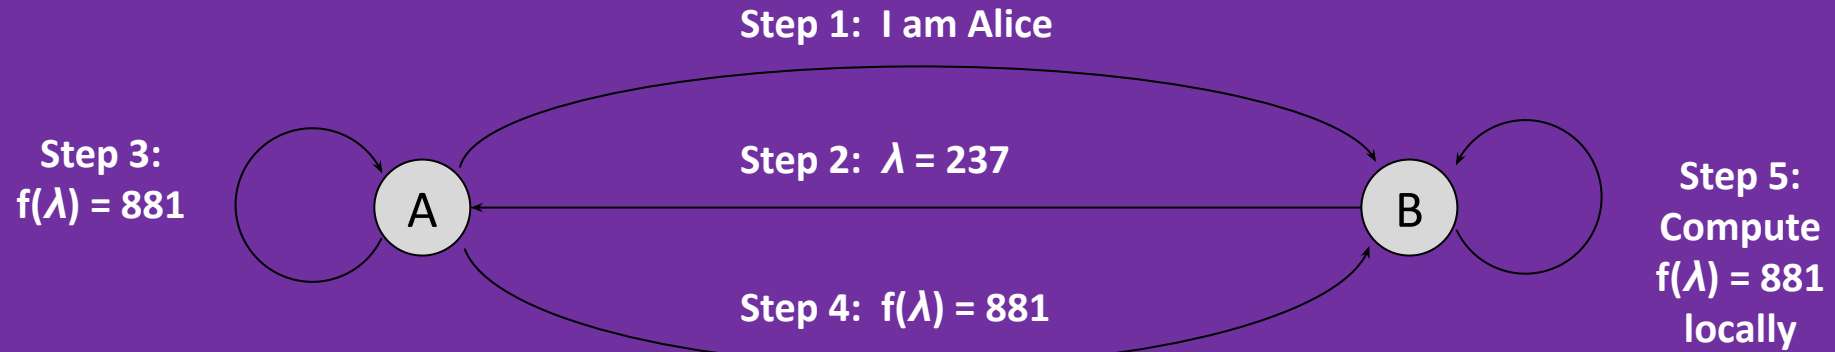 Step 1:  I am Alice
Step 3:
f(λ) = 881
Step 2:  λ = 237
A
B
Step 4:  f(λ) = 881
Step 5:
Compute
f(λ) = 881
locally